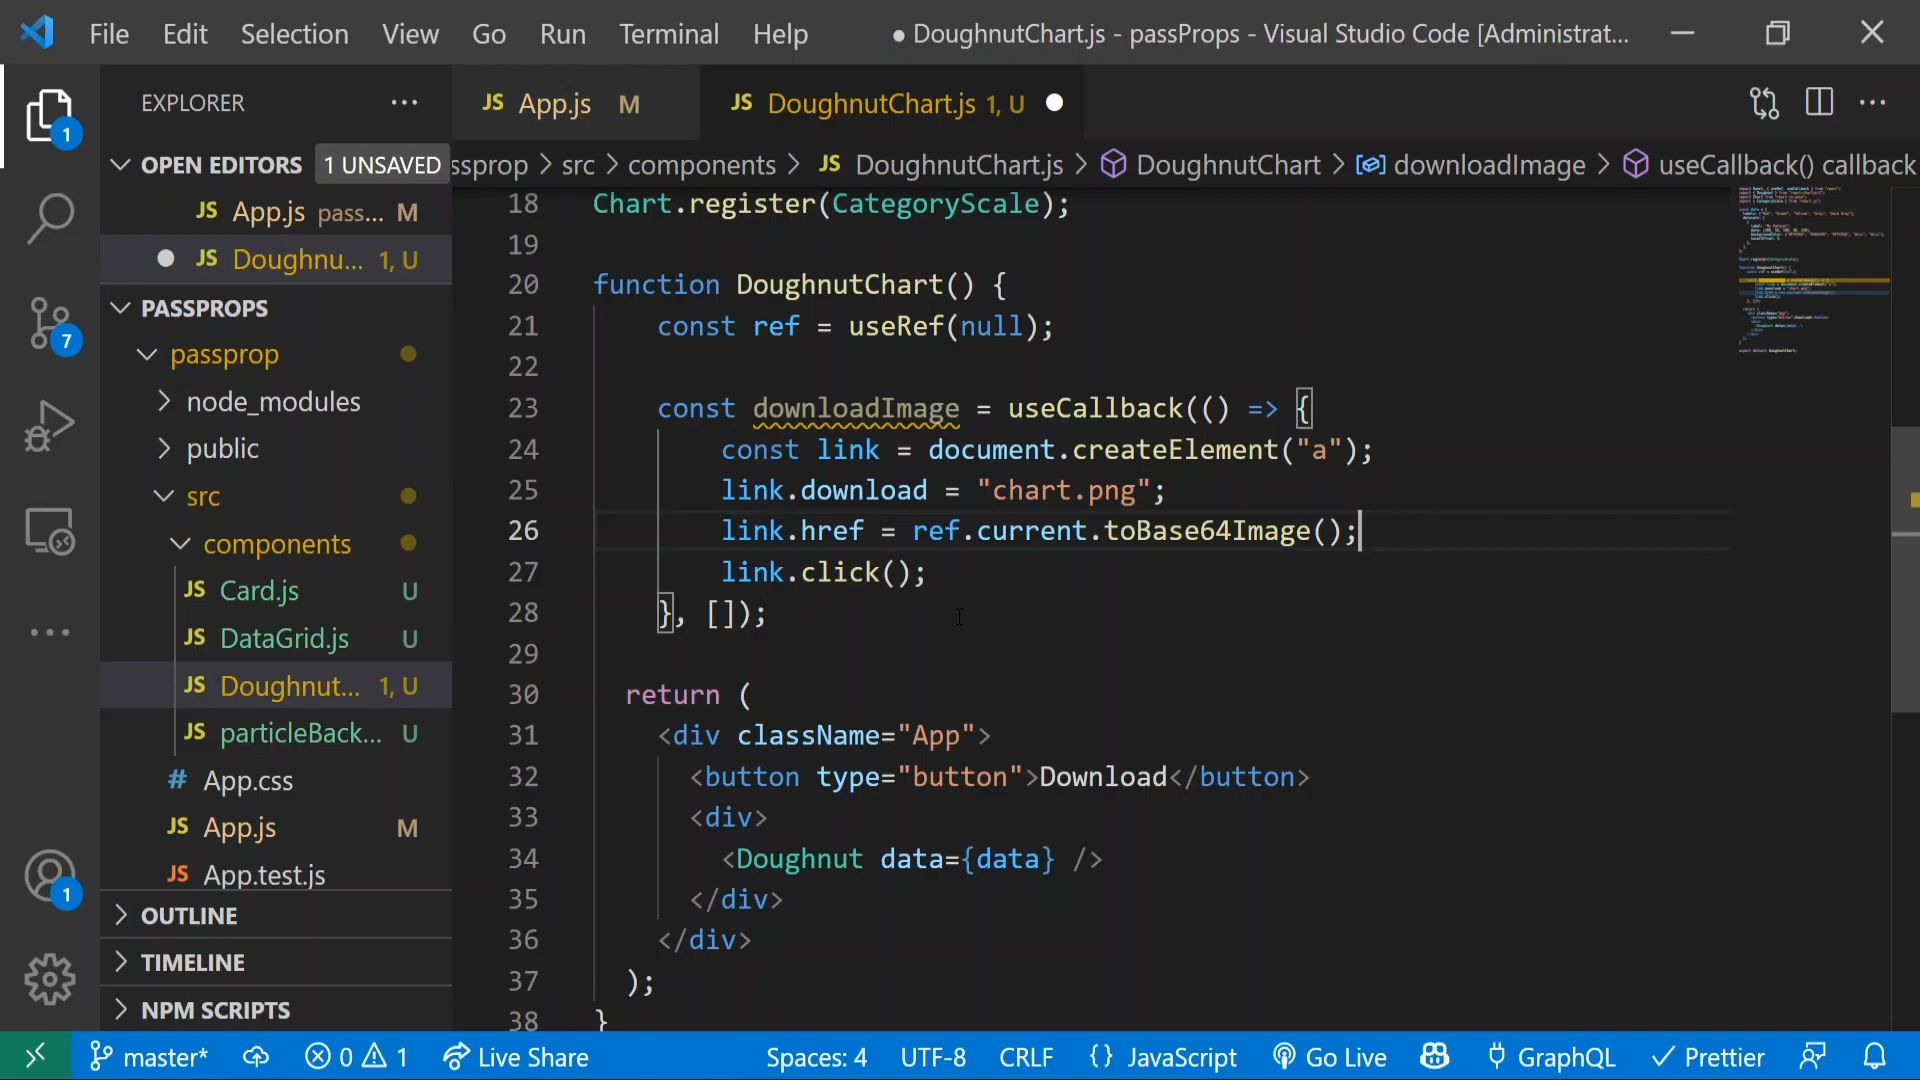 File Edit Selection View Go Run Terminal Help ● DoughnutChart.js - passProps - Visual Studio Code [Administrat...
EXPLORER
JS App.js M
JS DoughnutChart.js 1, U
OPEN EDITORS 1 UNSAVED
ssprop > src > components > JS DoughnutChart.js > DoughnutChart > downloadImage > useCallback() callback
JS App.js pass... M
JS Doughnu... 1, U
PASSPROPS
passprop
node_modules
public
src
components
JS Card.js U
JS DataGrid.js U
JS Doughnut... 1, U
JS particleBack... U
# App.css
JS App.js M
JS App.test.js
OUTLINE
TIMELINE
NPM SCRIPTS
1
7
1
18 Chart.register(CategoryScale);
19
20 function DoughnutChart() {
21 const ref = useRef(null);
22
23 const downloadImage = useCallback(() => {
24 const link = document.createElement("a");
25 link.download = "chart.png";
26 link.href = ref.current.toBase64Image();
27 link.click();
28 }, []);
29
30 return (
31 <div className="App">
32 <button type="button">Download</button>
33 <div>
34 <Doughnut data={data} />
35 </div>
36 </div>
37 );
38 }
master* 0 1 Live Share Spaces: 4 UTF-8 CRLF {} JavaScript Go Live GraphQL Prettier